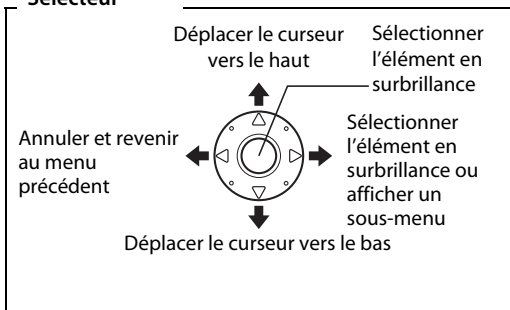 Sélecteur
Déplacer le curseur
vers le haut
Sélectionner
l'élément en
surbrillance
Annuler et revenir
au menu
précédent
Sélectionner
l'élément en
surbrillance ou
afficher un
sous-menu
Déplacer le curseur vers le bas